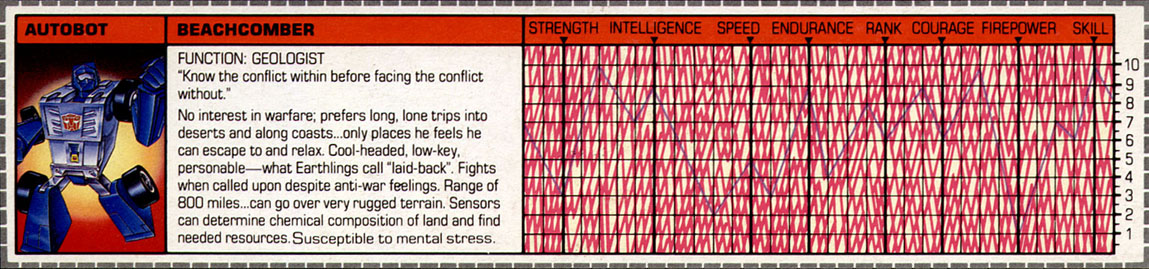 AUTOBOT
BEACHCOMBER
STRENGTH INTELLIGENCE SPEED ENDURANCE RANK COURAGE FIREPOWER SKILL
FUNCTION: GEOLOGIST
“Know the conflict within before facing the conflict
without.”
No interest in warfare; prefers long, lone trips into
deserts and along coasts...only places he feels he
can escape to and relax. Cool-headed, low-key,
personable—what Earthlings call “laid-back”. Fights
when called upon despite anti-war feelings. Range of
800 miles...can go over very rugged terrain. Sensors
can determine chemical composition of land and find
needed resources. Susceptible to mental stress.
10
9
8
7
6
5
4
3
2
1